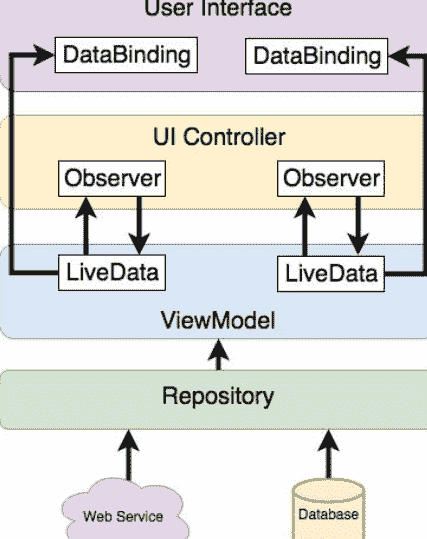 User Interface
DataBinding DataBinding
UI Controller
Observer Observer
LiveData LiveData
ViewModel
Repository
Web Service Database